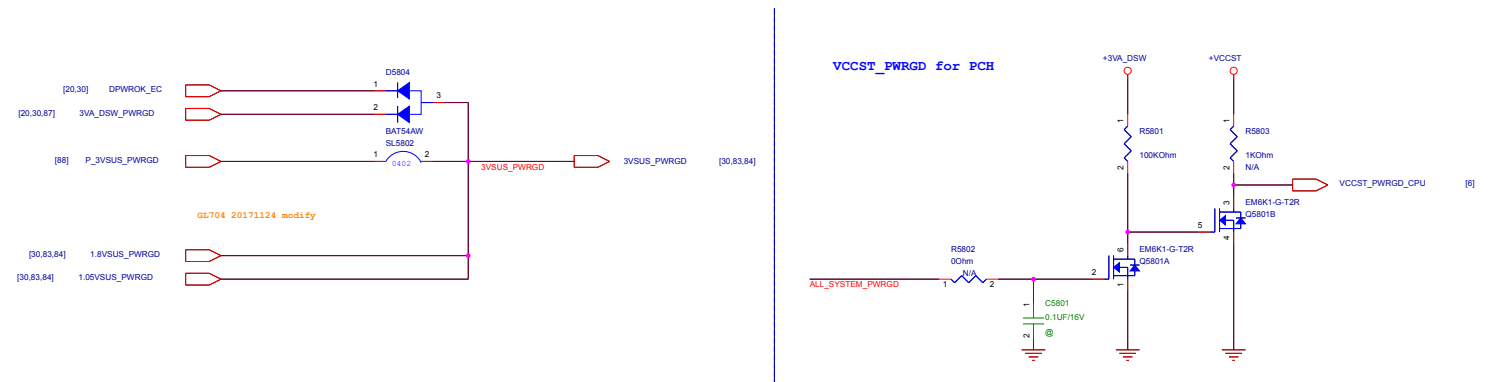 D5804
[20,30] DPWROK_EC 1
3
[20,30,87] 3VA_DSW_PWRGD 2
BAT54AW
SL5802
[88] P_3VSUS_PWRGD 1 0402 2
3VSUS_PWRGD
3VSUS_PWRGD [30,83,84]
GL704 20171124 modify
[30,83,84] 1.8VSUS_PWRGD
[30,83,84] 1.05VSUS_PWRGD
VCCST_PWRGD for PCH
+3VA_DSW
+VCCST
1
R5801
100KOhm
2
1
R5803
1KOhm
N/A
2
VCCST_PWRGD_CPU [6]
3
EM6K1-G-T2R
Q5801B
5
4
6
EM6K1-G-T2R
Q5801A
2
1
R5802
0Ohm
N/A
ALL_SYSTEM_PWRGD
1 2
1
C5801
0.1UF/16V
@
2